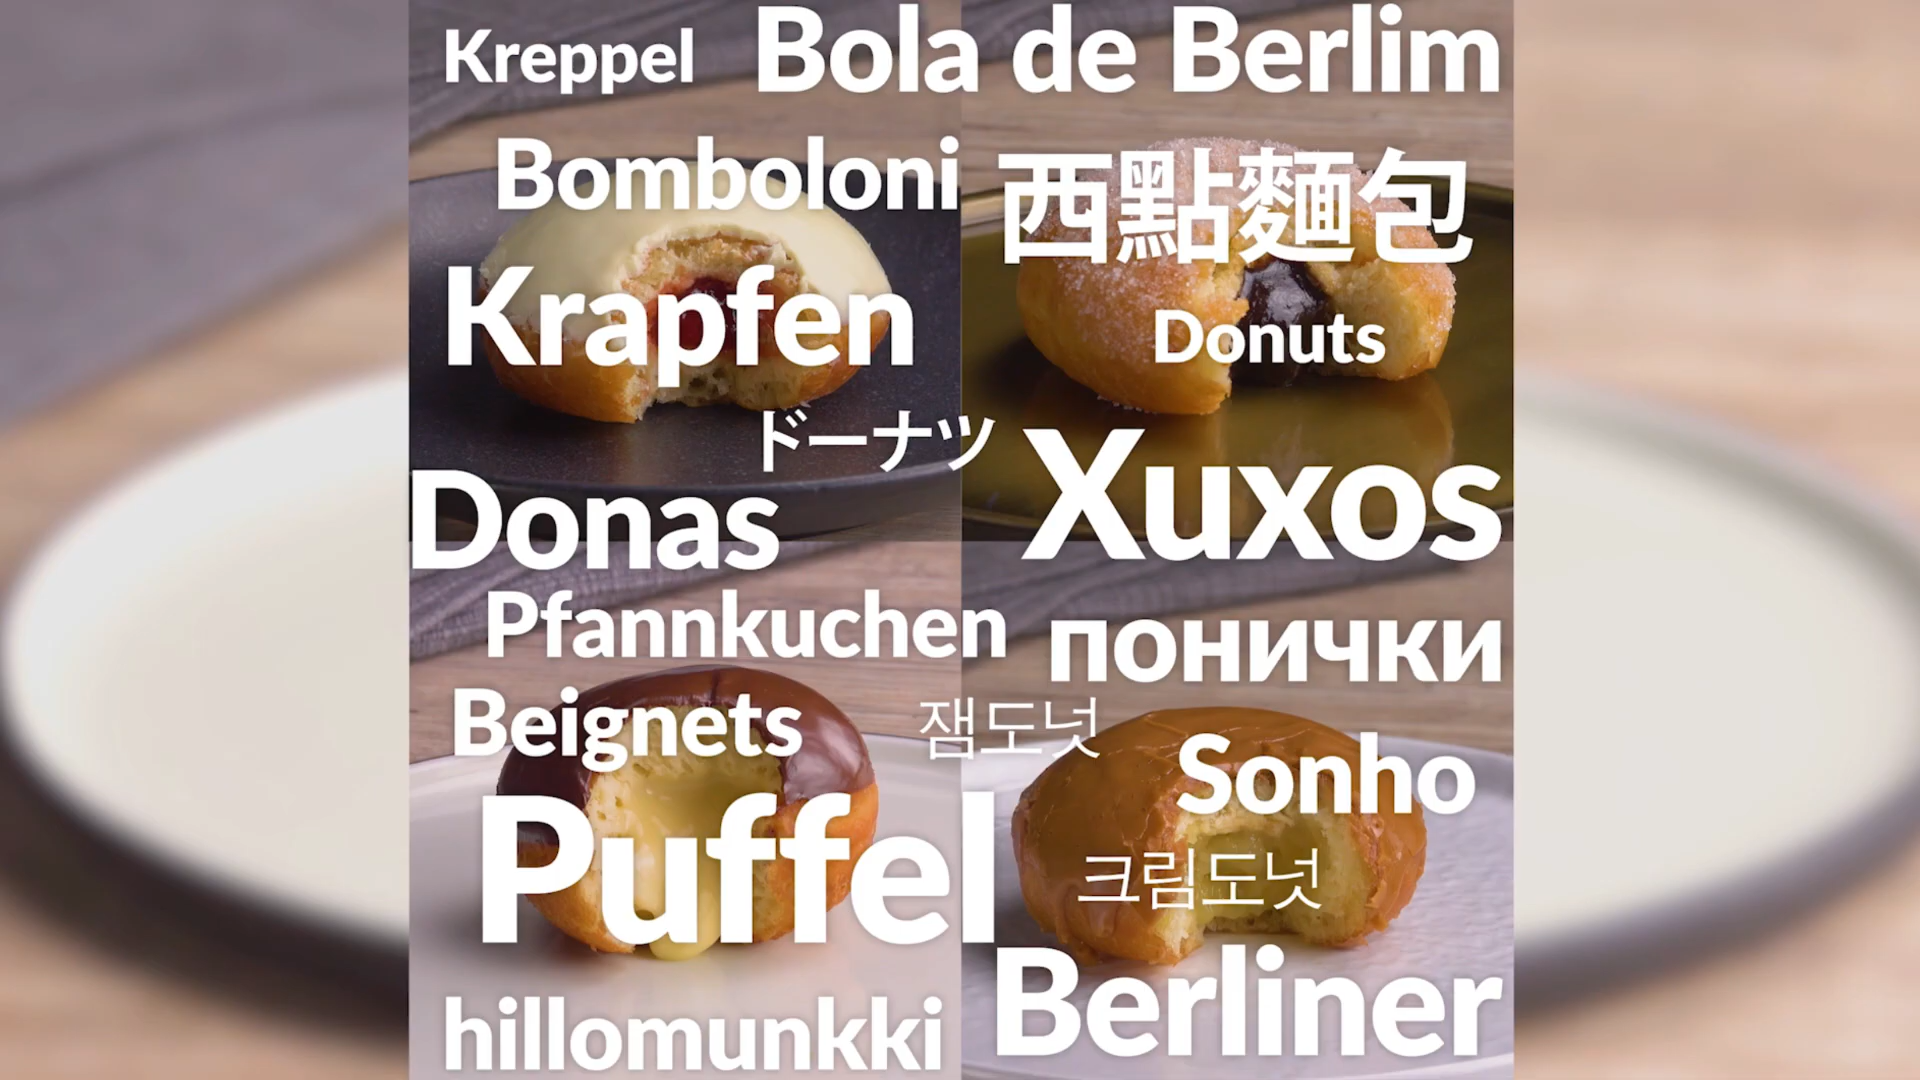 Kreppel
Bola de Berlim
Bomboloni
西點麵包
Krapfen
Donuts
ドーナツ
Donas
Xuxos
Pfannkuchen
понички
Beignets
잼도넛
Sonho
Puffel
크림도넛
Berliner
hillomunkki